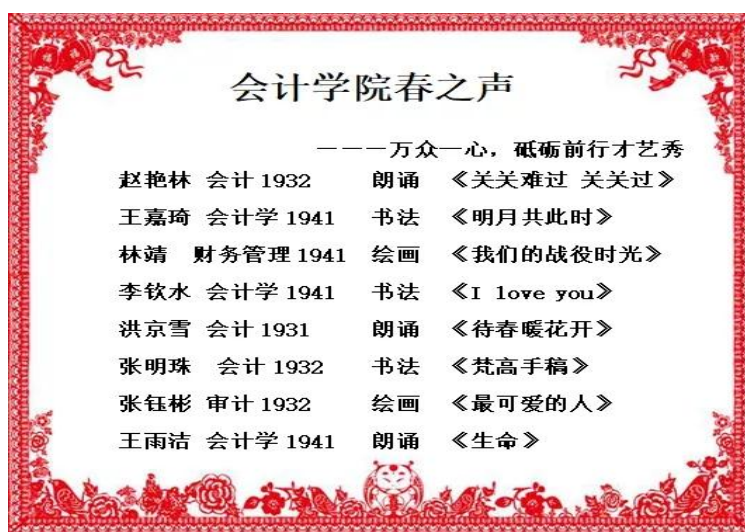 会计学院春之声
———万众一心，砥砺前行才艺秀
赵艳林 会计1932 朗诵 《关关难过 关关过》
王嘉琦 会计学1941 书法 《明月共此时》
林靖 财务管理1941 绘画 《我们的战役时光》
李钦水 会计学1941 书法 《I love you》
洪京雪 会计1931 朗诵 《待春暖花开》
张明珠 会计1932 书法 《梵高手稿》
张钰彬 审计1932 绘画 《最可爱的人》
王雨洁 会计学1941 朗诵 《生命》